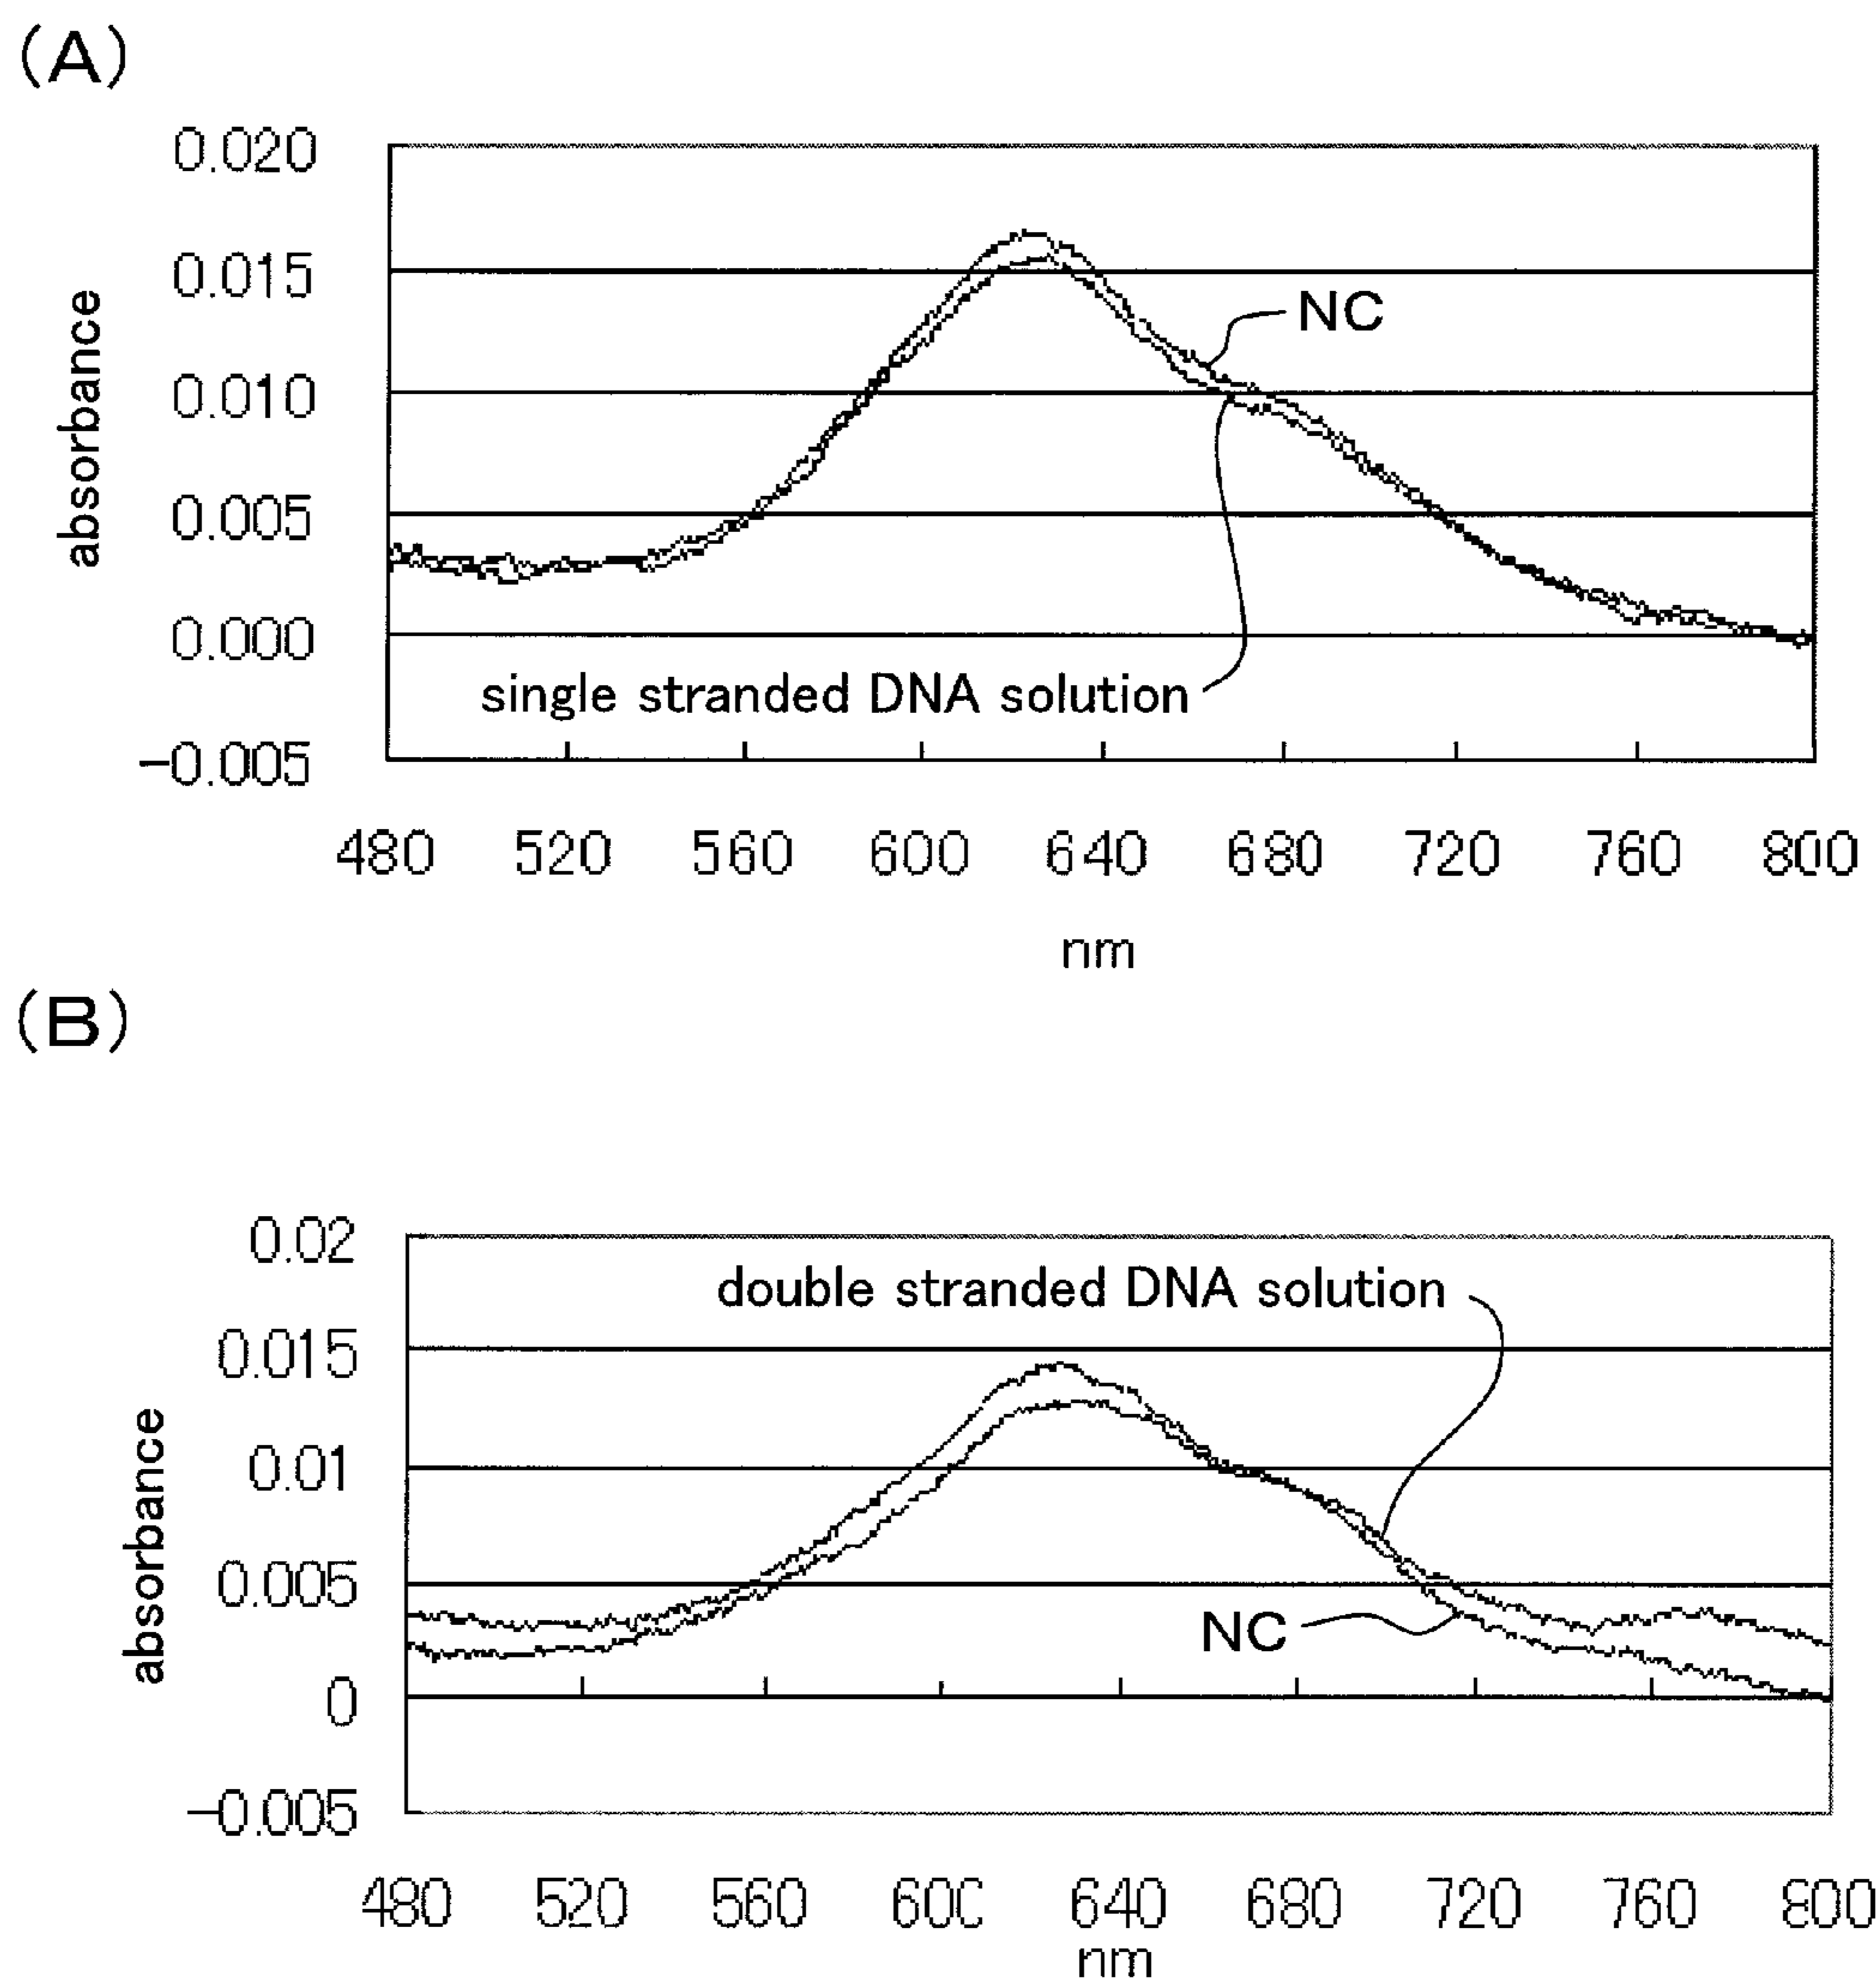 (A)
0.020
0.015
0.010
0.005
0.000
-0.005
absorbance
NC
single stranded DNA solution
480 520 560 600 640 680 720 760 800
nm
(B)
0.02
0.015
0.01
0.005
0
-0.005
absorbance
double stranded DNA solution
NC
480 520 560 600 640 680 720 760 800
nm